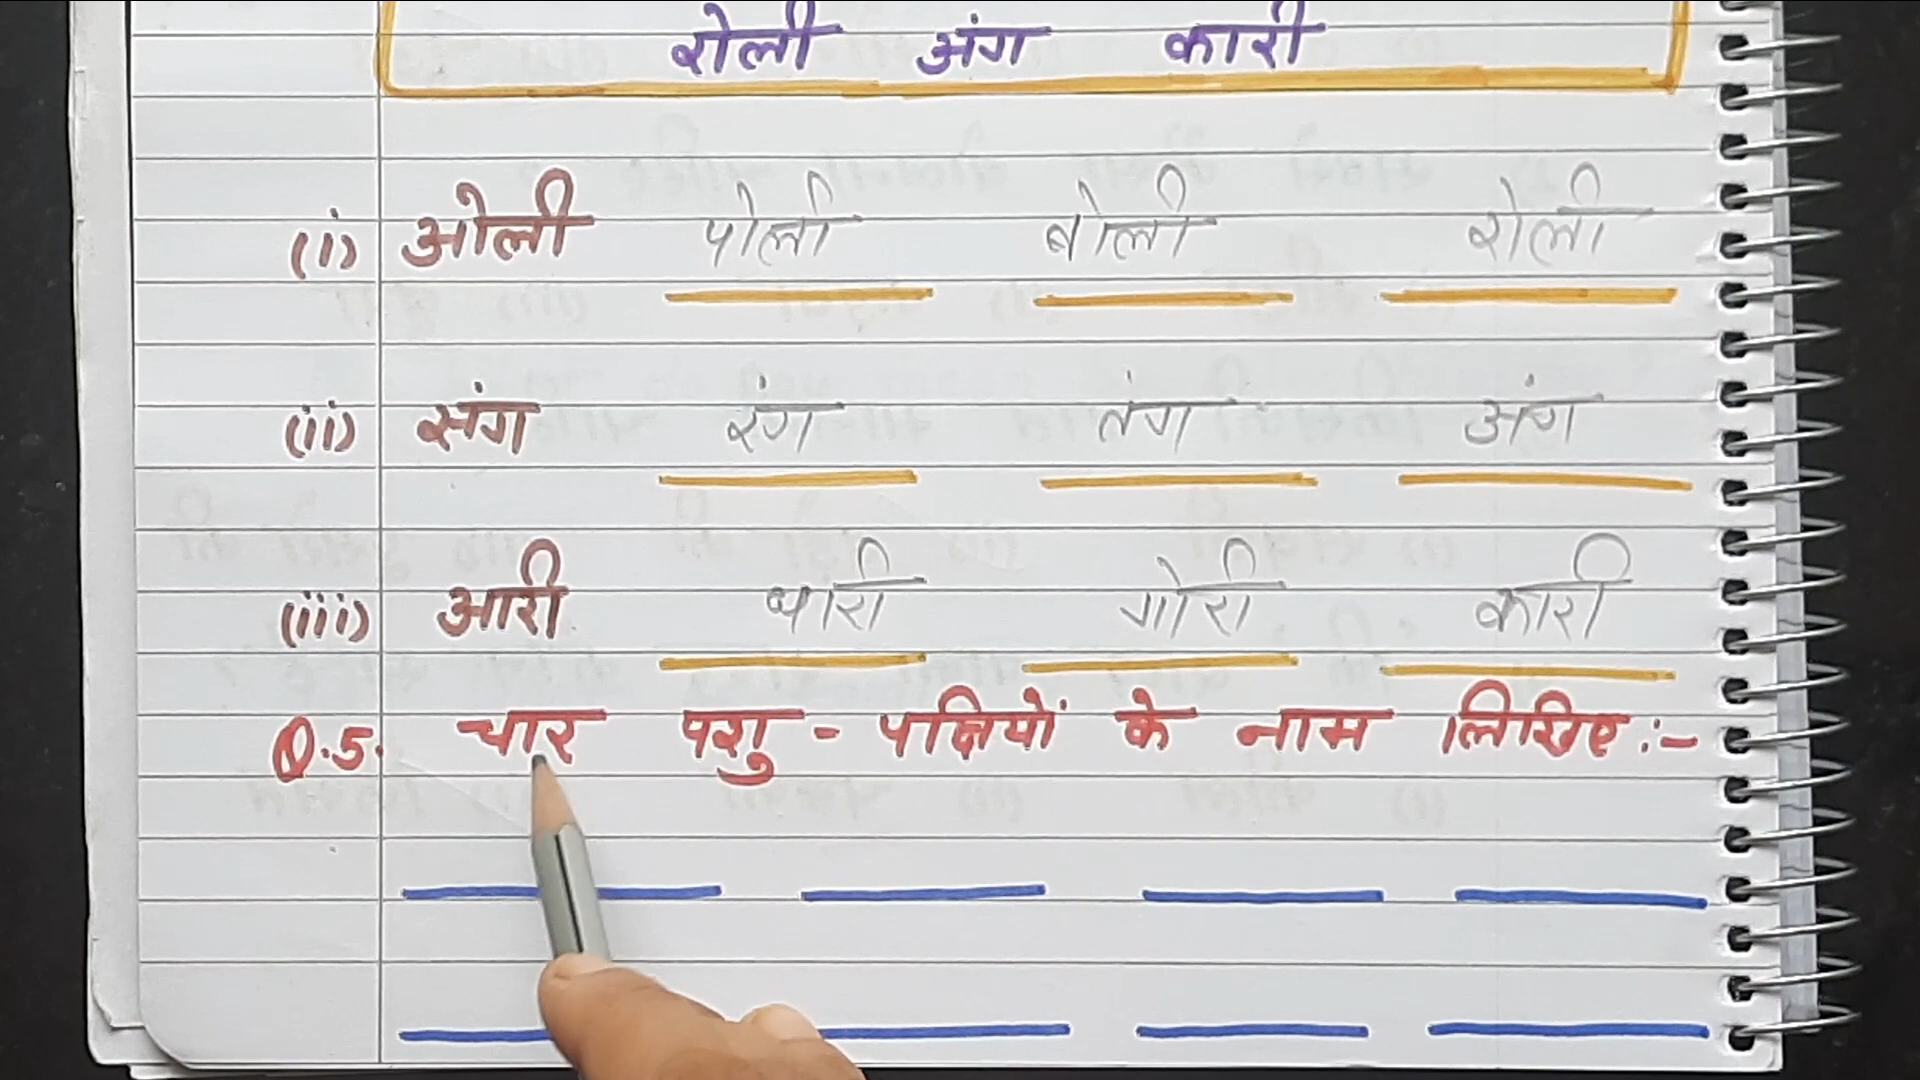 रोली अंग कारी
(i) ओली पोली बोली रोली
(ii) संग रंग तंग अंग
(iii) आरी धारी गोरी कारी
Q.5. चार पशु - पक्षियों के नाम लिखिए :-